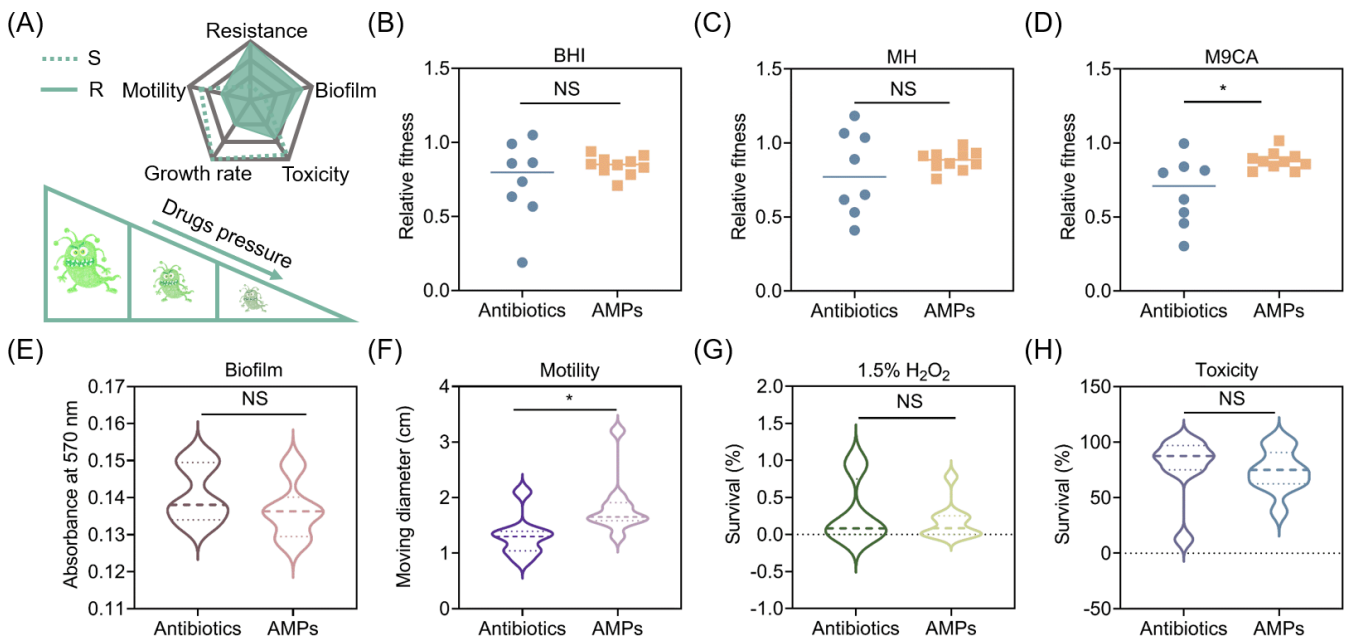 (A)
S
R
Resistance
Motility
Biofilm
Growth rate
Toxicity
Drugs pressure
(B)
BHI
NS
Relative fitness
1.5
1.0
0.5
0.0
Antibiotics
AMPs
(C)
MH
NS
Relative fitness
1.5
1.0
0.5
0.0
Antibiotics
AMPs
(D)
M9CA
*
Relative fitness
1.5
1.0
0.5
0.0
Antibiotics
AMPs
(E)
Biofilm
NS
Absorbance at 570 nm
0.17
0.16
0.15
0.14
0.13
0.11
Antibiotics
AMPs
(F)
Motility
*
Moving diameter (cm)
4
3
2
1
0
Antibiotics
AMPs
(G)
1.5% H₂O₂
NS
Survival (%)
2.0
1.5
1.0
0.5
0.0
-0.5
-1.0
Antibiotics
AMPs
(H)
Toxicity
NS
Survival (%)
150
100
50
0
-50
Antibiotics
AMPs